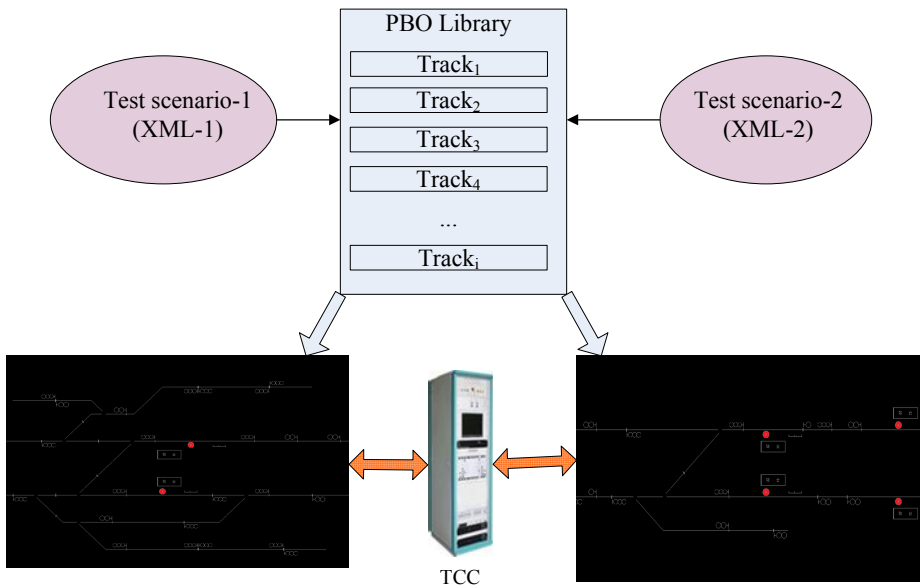 PBO Library
Track₁
Track₂
Track₃
Track₄
...
Trackᵢ
Test scenario-1
(XML-1)
Test scenario-2
(XML-2)
TCC